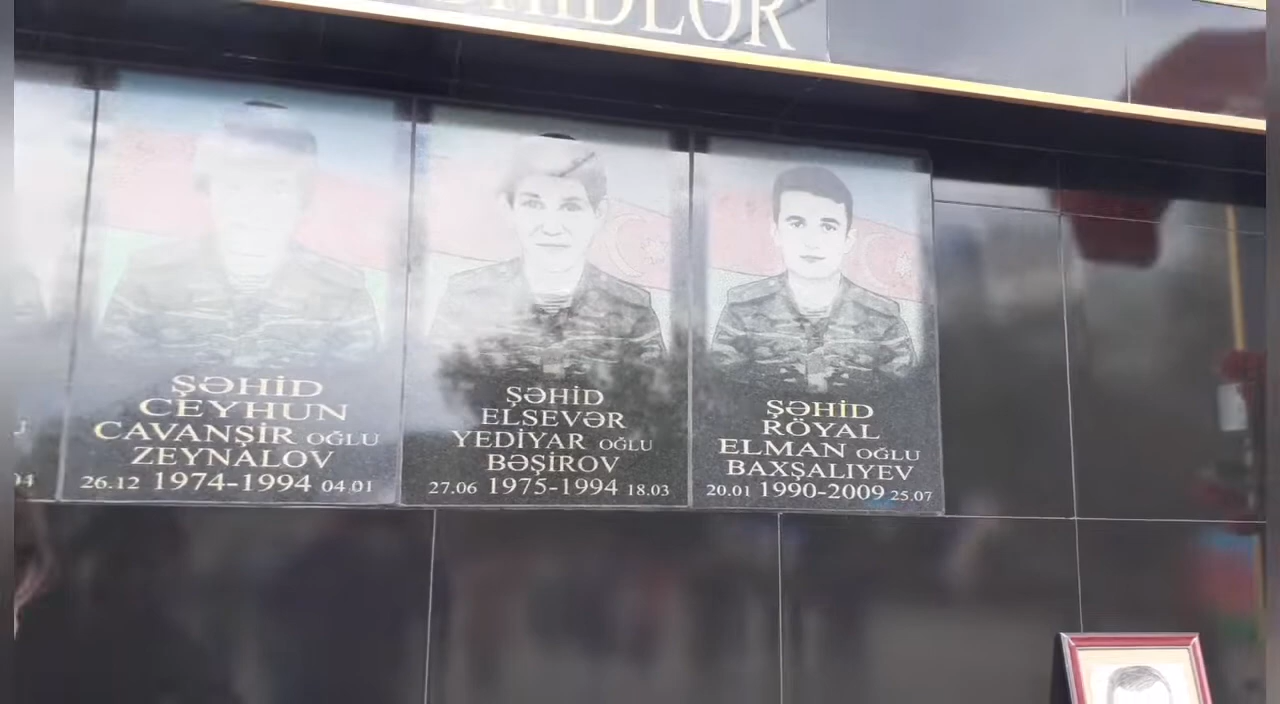 ŞƏHİD
CEYHUN
CAVANŞİR OĞLU
ZEYNALOV
26.12 1974-1994 04.01
ŞƏHİD
ELSEVƏR
YEDİYAR OĞLU
BƏŞİROV
27.06 1975-1994 18.03
ŞƏHİD
RÖYAL
ELMAN OĞLU
BAXŞALIYEV
20.01 1990-2009 25.07